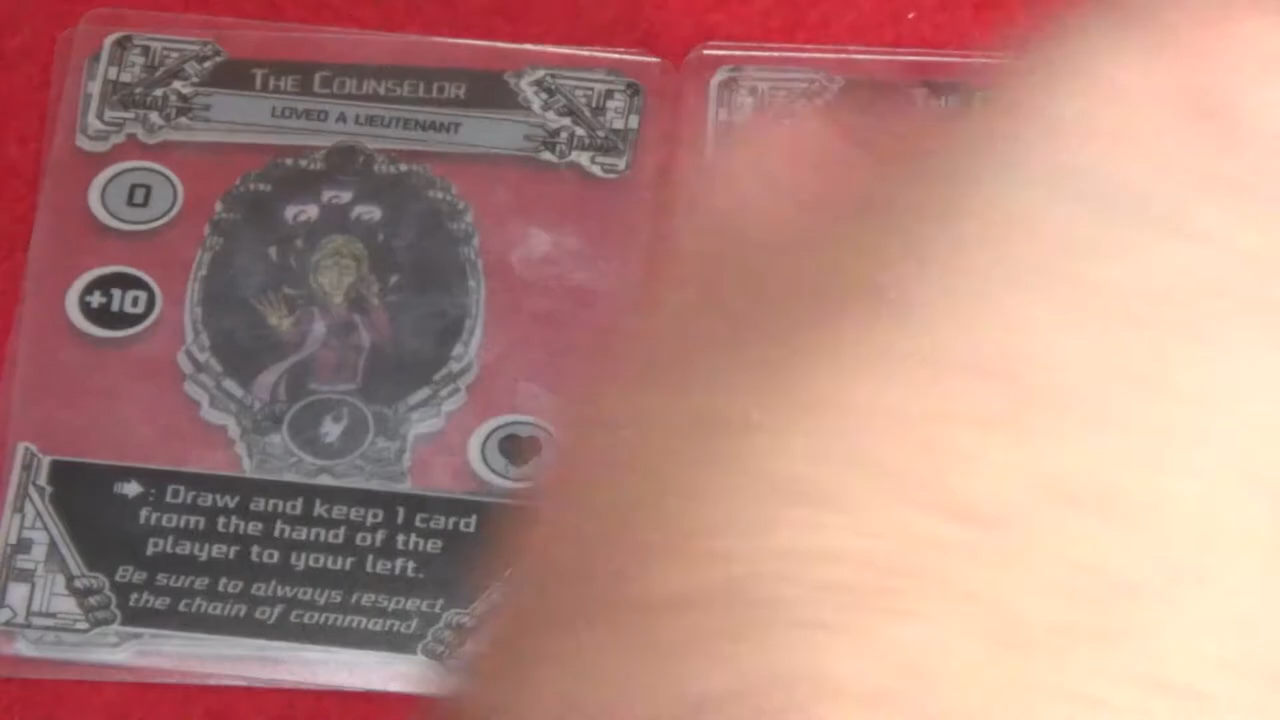 The Counselor
LOVED A LIEUTENANT
0
+10
: Draw and keep 1 card
from the hand of the
player to your left.
Be sure to always respect
the chain of command.